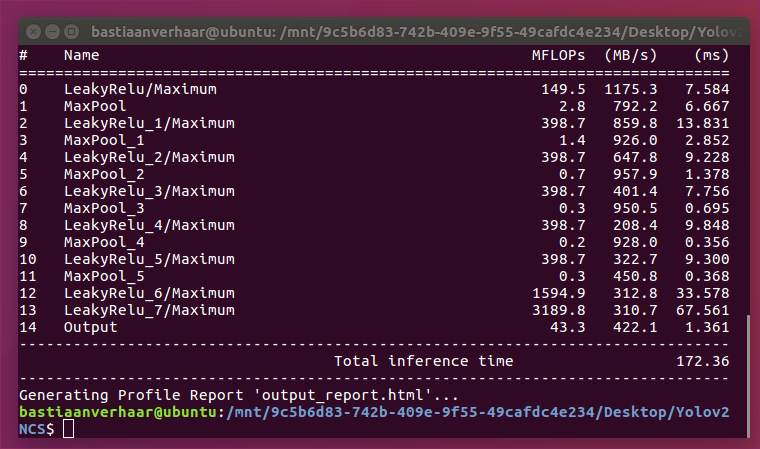 bastiaanverhaar@ubuntu: /mnt/9c5b6d83-742b-409e-9f55-49cafdc4e234/Desktop/Yolov2
# Name MFLOPs (MB/s) (ms)
================================================================================
0 LeakyRelu/Maximum 149.5 1175.3 7.584
1 MaxPool 2.8 792.2 6.667
2 LeakyRelu_1/Maximum 398.7 859.8 13.831
3 MaxPool_1 1.4 926.0 2.852
4 LeakyRelu_2/Maximum 398.7 647.8 9.228
5 MaxPool_2 0.7 957.9 1.378
6 LeakyRelu_3/Maximum 398.7 401.4 7.756
7 MaxPool_3 0.3 950.5 0.695
8 LeakyRelu_4/Maximum 398.7 208.4 9.848
9 MaxPool_4 0.2 928.0 0.356
10 LeakyRelu_5/Maximum 398.7 322.7 9.300
11 MaxPool_5 0.3 450.8 0.368
12 LeakyRelu_6/Maximum 1594.9 312.8 33.578
13 LeakyRelu_7/Maximum 3189.8 310.7 67.561
14 Output 43.3 422.1 1.361
--------------------------------------------------------------------------------
Total inference time 172.36
--------------------------------------------------------------------------------
Generating Profile Report 'output_report.html'...
bastiaanverhaar@ubuntu:/mnt/9c5b6d83-742b-409e-9f55-49cafdc4e234/Desktop/Yolov2
NCS$